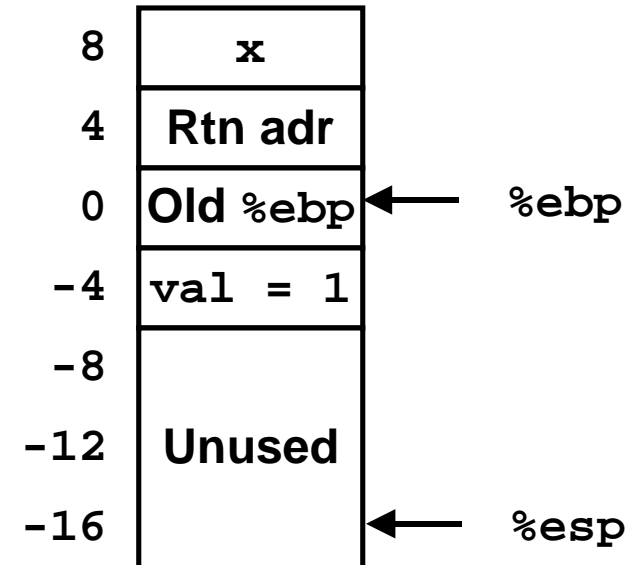 8 x
4 Rtn adr
0 Old %ebp %ebp
-4 val = 1
-8
-12 Unused
-16 %esp